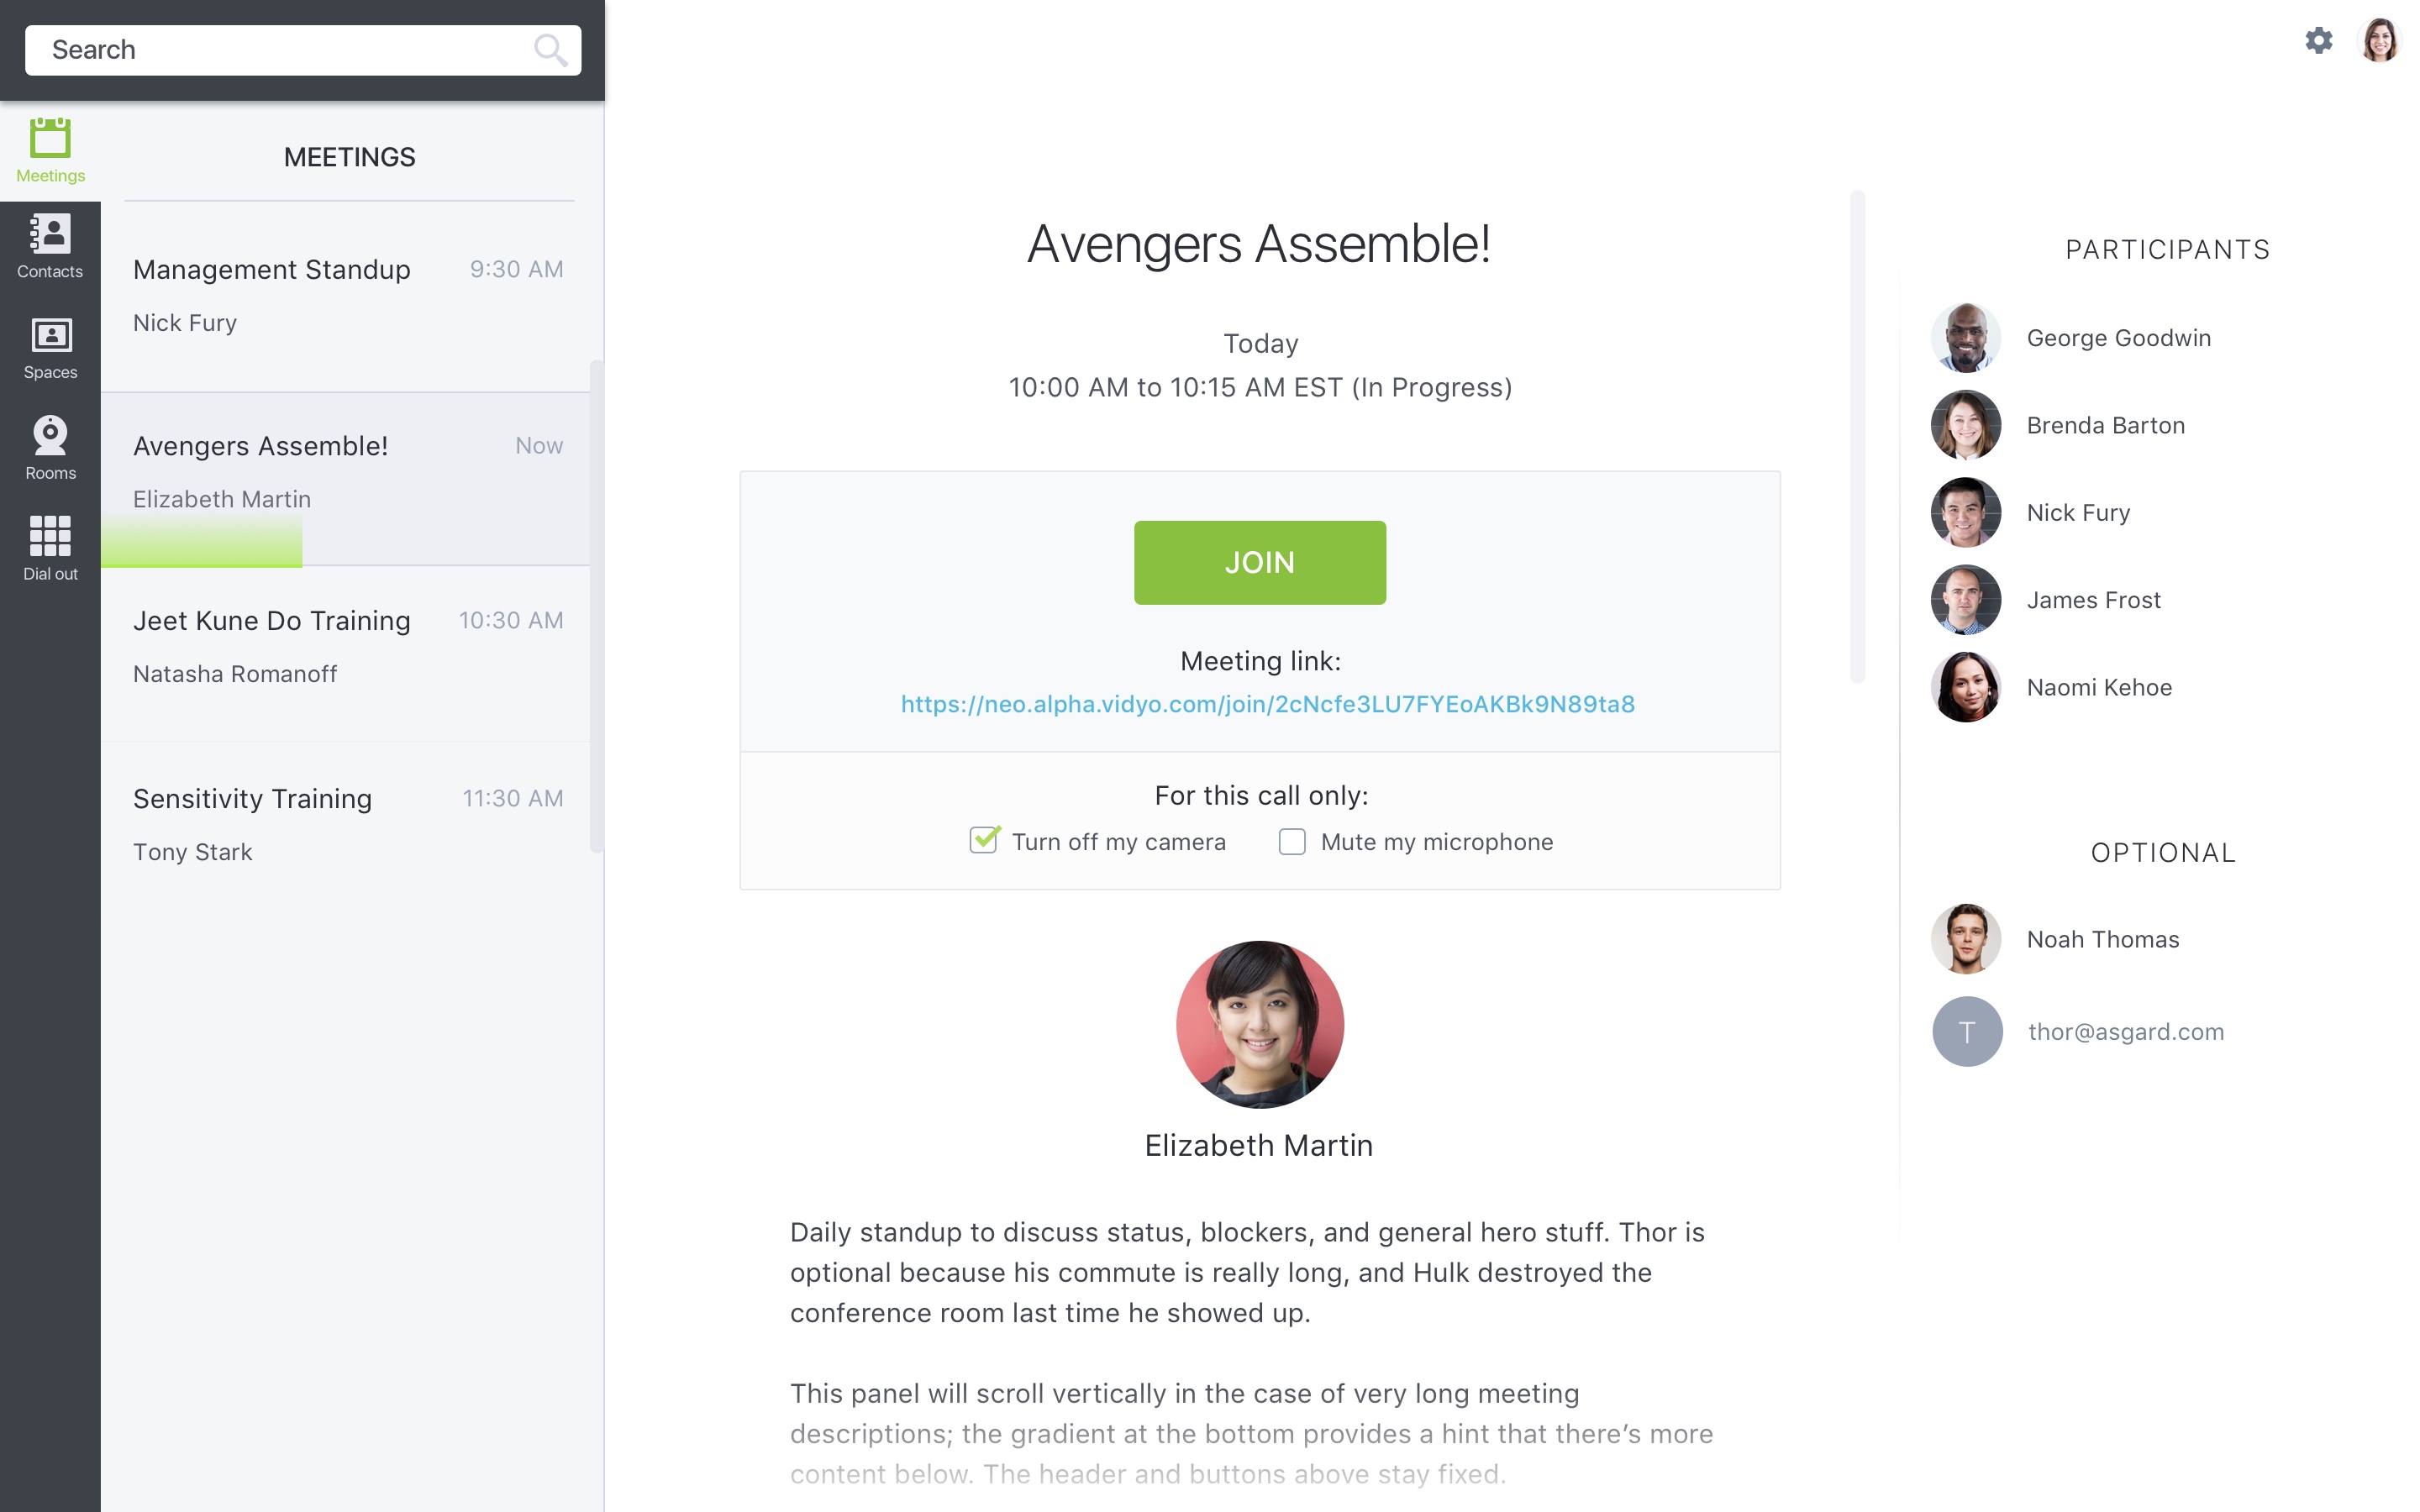 Search
Meetings
Contacts
Spaces
Rooms
Dial out
MEETINGS
Management Standup 9:30 AM
Nick Fury
Avengers Assemble! Now
Elizabeth Martin
Jeet Kune Do Training 10:30 AM
Natasha Romanoff
Sensitivity Training 11:30 AM
Tony Stark
Avengers Assemble!
Today
10:00 AM to 10:15 AM EST (In Progress)
JOIN
Meeting link:
https://neo.alpha.vidyo.com/join/2cNcfe3LU7FYEoAKBk9N89ta8
For this call only:
Turn off my camera Mute my microphone
Elizabeth Martin
Daily standup to discuss status, blockers, and general hero stuff. Thor is
optional because his commute is really long, and Hulk destroyed the
conference room last time he showed up.
This panel will scroll vertically in the case of very long meeting
descriptions; the gradient at the bottom provides a hint that there’s more
content below. The header and buttons above stay fixed.
PARTICIPANTS
George Goodwin
Brenda Barton
Nick Fury
James Frost
Naomi Kehoe
OPTIONAL
Noah Thomas
T thor@asgard.com